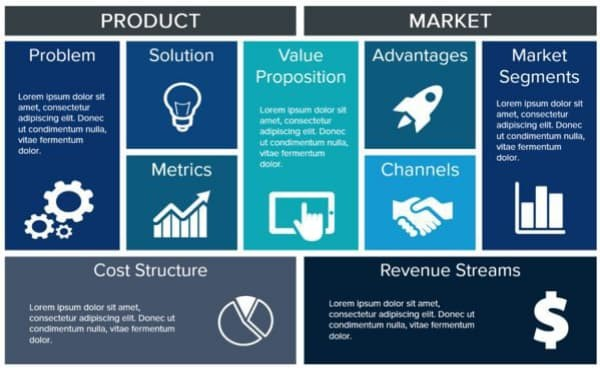 PRODUCT
MARKET
Problem
Lorem ipsum dolor sit
amet, consectetur
adipiscing elit. Donec
ut condimentum nulla,
vitae fermentum
dolor.
Solution
Metrics
Value
Proposition
Lorem ipsum dolor sit
amet, consectetur
adipiscing elit. Donec
ut condimentum nulla,
vitae fermentum
dolor.
Advantages
Channels
Market
Segments
Lorem ipsum dolor sit
amet, consectetur
adipiscing elit. Donec
ut condimentum nulla,
vitae fermentum
dolor.
Cost Structure
Lorem ipsum dolor sit amet,
consectetur adipiscing elit. Donec ut
condimentum nulla, vitae fermentum
dolor.
Revenue Streams
Lorem ipsum dolor sit amet,
consectetur adipiscing elit. Donec ut
condimentum nulla, vitae fermentum
dolor.
$